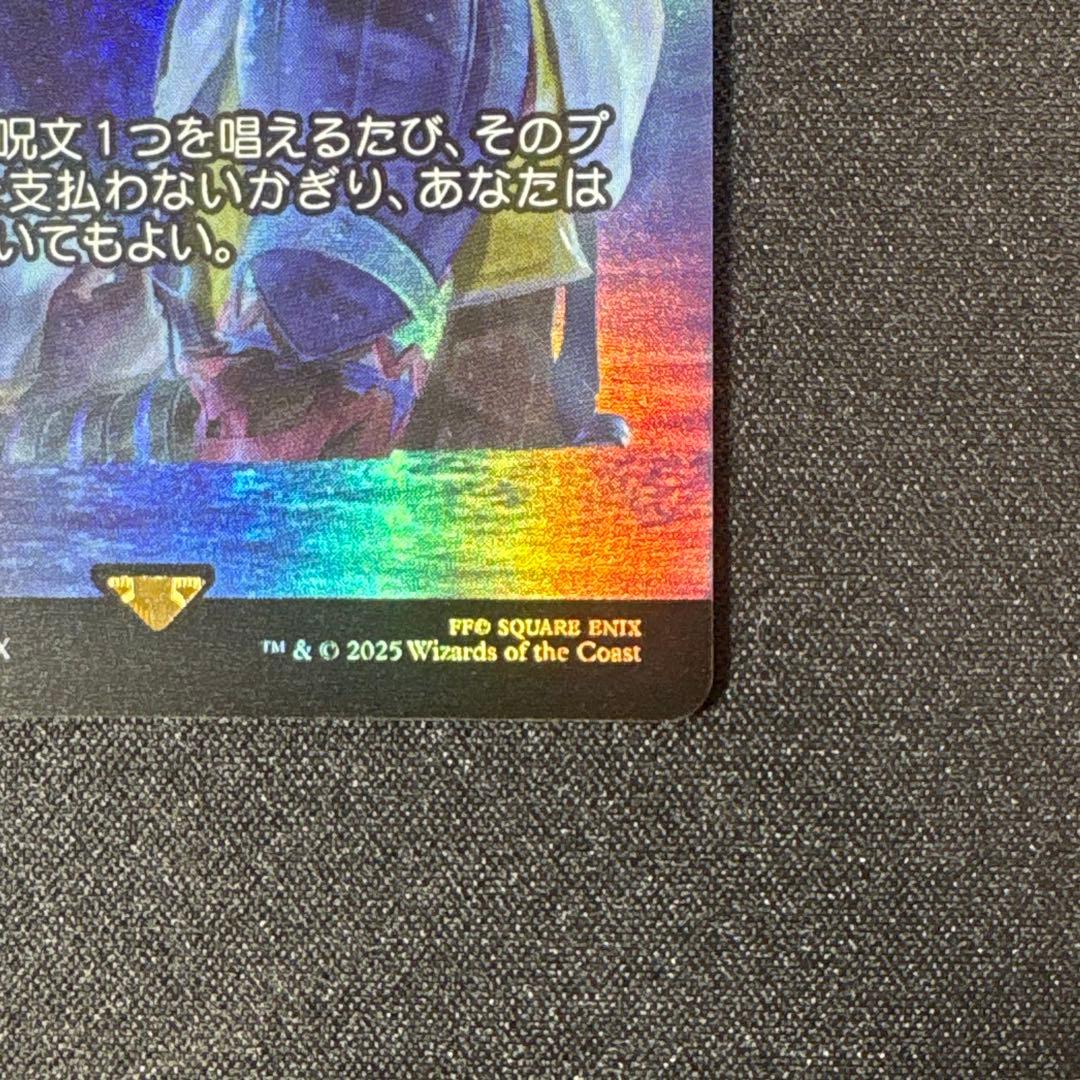 呪文1つを唱えるたび、そのプ
支払わないかぎり、あなたは
いてもよい。
FF© SQUARE ENIX
X
™ & © 2025 Wizards of the Coast